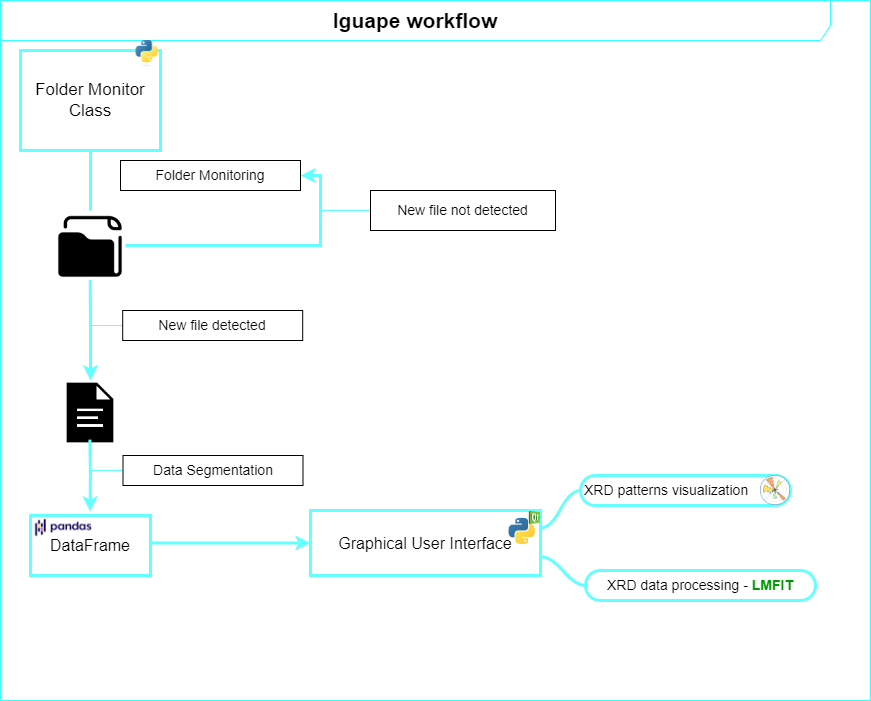 Iguape workflow
Folder Monitor
Class
Folder Monitoring
New file not detected
New file detected
Data Segmentation
pandas
DataFrame
Graphical User Interface
Qt
XRD patterns visualization
XRD data processing - LMFIT